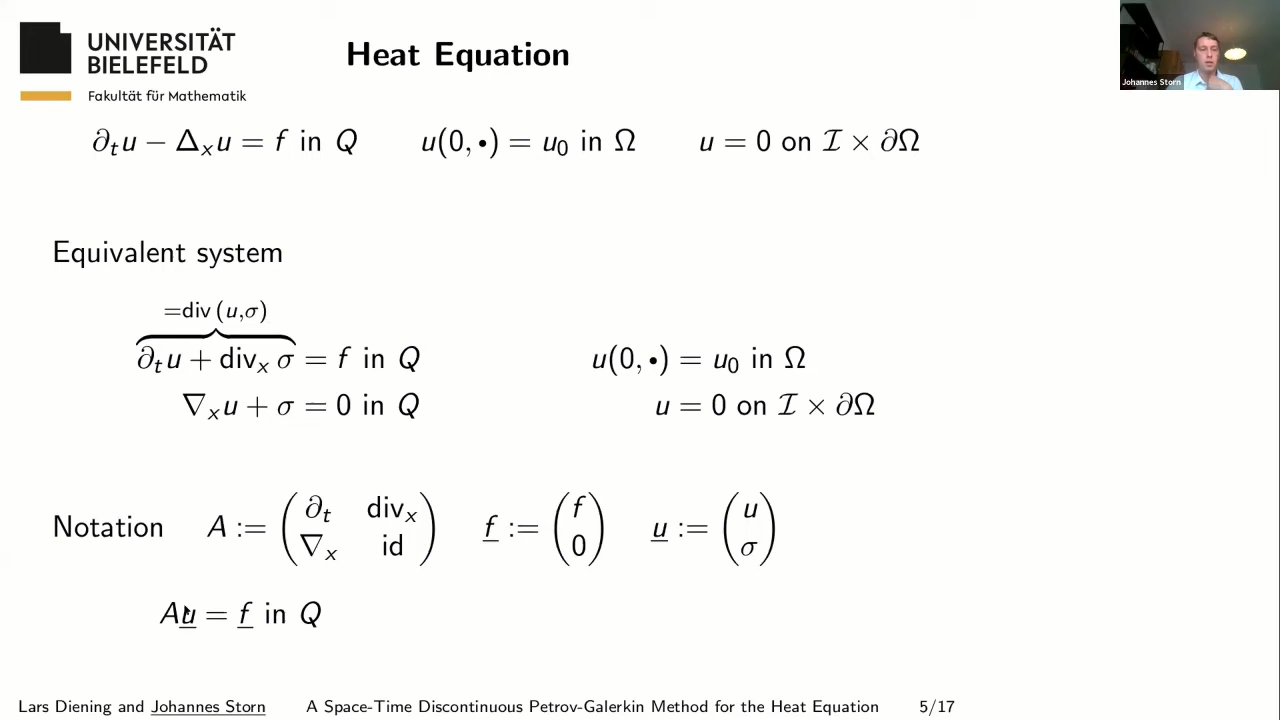 UNIVERSITÄT
BIELEFELD
Fakultät für Mathematik
Heat Equation
Johannes Storn
∂ₜu − Δₓu = f in Q    u(0, •) = u₀ in Ω    u = 0 on ℐ × ∂Ω
Equivalent system
=div (u,σ)
∂ₜu + divₓ σ = f in Q    u(0, •) = u₀ in Ω
∇ₓu + σ = 0 in Q    u = 0 on ℐ × ∂Ω
Notation    A := (∂ₜ divₓ; ∇ₓ id)    f := (f; 0)    u := (u; σ)
Au = f in Q
Lars Diening and Johannes Storn    A Space-Time Discontinuous Petrov-Galerkin Method for the Heat Equation    5/17